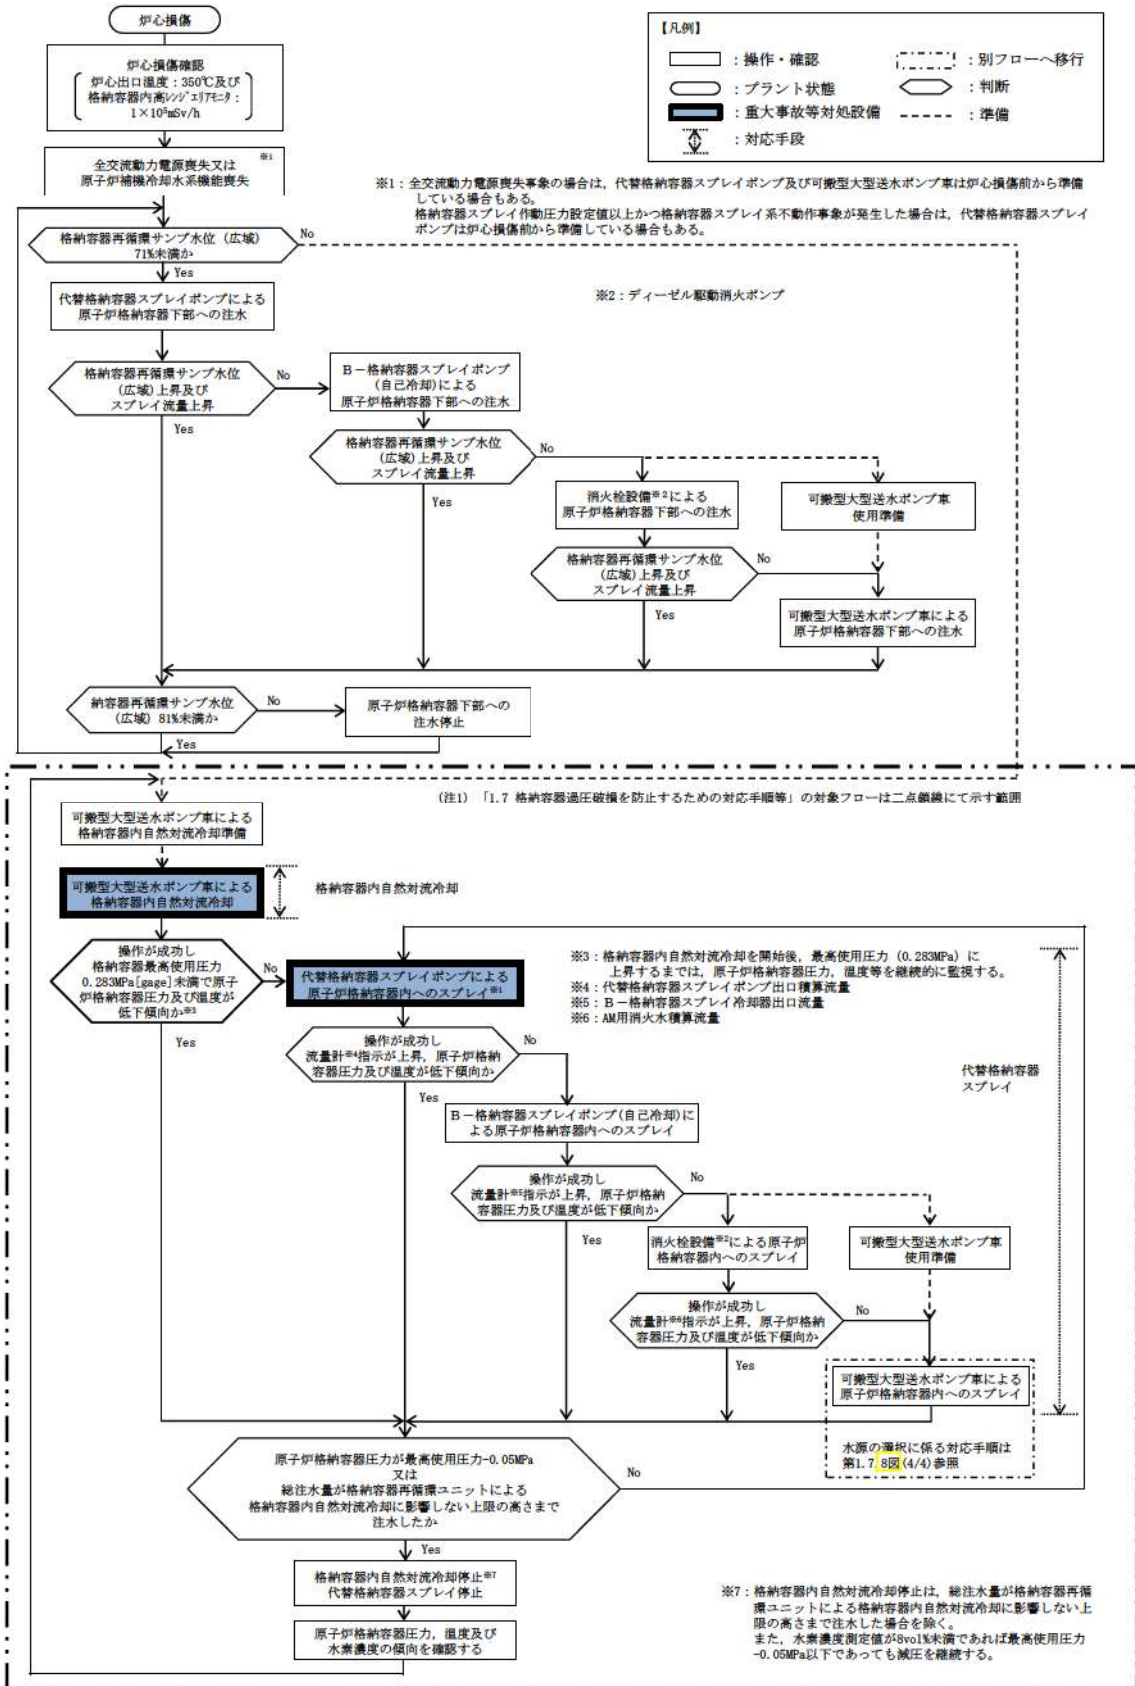 炉心損傷
炉心損傷確認
炉心出口温度：350℃及び
格納容器内高ﾚﾝｼﾞｴﾘｱﾓﾆﾀ：
1×10⁵mSv/h
全交流動力電源喪失又は ※1
原子炉補機冷却水系機能喪失
【凡例】
：操作・確認
：別フローへ移行
：プラント状態
：判断
：重大事故等対処設備
：準備
：対応手段
※1：全交流動力電源喪失事象の場合は，代替格納容器スプレイポンプ及び可搬型大型送水ポンプ車は炉心損傷前から準備
している場合もある。
格納容器スプレイ作動圧力設定値以上かつ格納容器スプレイ系不動作事象が発生した場合は，代替格納容器スプレイ
ポンプは炉心損傷前から準備している場合もある。
格納容器再循環サンプ水位（広域）
71%未満か
No
Yes
代替格納容器スプレイポンプによる
原子炉格納容器下部への注水
※2：ディーゼル駆動消火ポンプ
格納容器再循環サンプ水位
（広域）上昇及び
スプレイ流量上昇
No
Yes
B－格納容器スプレイポンプ
（自己冷却）による
原子炉格納容器下部への注水
格納容器再循環サンプ水位
（広域）上昇及び
スプレイ流量上昇
No
Yes
消火栓設備※2による
原子炉格納容器下部への注水
可搬型大型送水ポンプ車
使用準備
格納容器再循環サンプ水位
（広域）上昇及び
スプレイ流量上昇
No
Yes
可搬型大型送水ポンプ車による
原子炉格納容器下部への注水
納容器再循環サンプ水位
（広域）81%未満か
No
Yes
原子炉格納容器下部への
注水停止
(注1) 「1.7 格納容器過圧破損を防止するための対応手順等」の対象フローは二点鎖線にて示す範囲
可搬型大型送水ポンプ車による
格納容器内自然対流冷却準備
可搬型大型送水ポンプ車による
格納容器内自然対流冷却
格納容器内自然対流冷却
操作が成功し
格納容器最高使用圧力
0.283MPa[gage]未満で原子
炉格納容器圧力及び温度が
低下傾向か※3
No
Yes
代替格納容器スプレイポンプによる
原子炉格納容器内へのスプレイ※1
※3：格納容器内自然対流冷却を開始後，最高使用圧力（0.283MPa）に
上昇するまでは，原子炉格納容器圧力，温度等を継続的に監視する。
※4：代替格納容器スプレイポンプ出口積算流量
※5：B－格納容器スプレイ冷却器出口流量
※6：AM用消火水積算流量
操作が成功し
流量計※4指示が上昇，原子炉格納
容器圧力及び温度が低下傾向か
No
Yes
代替格納容器
スプレイ
B－格納容器スプレイポンプ(自己冷却)に
よる原子炉格納容器内へのスプレイ
操作が成功し
流量計※5指示が上昇，原子炉格納
容器圧力及び温度が低下傾向か
No
Yes
消火栓設備※2による原子炉
格納容器内へのスプレイ
可搬型大型送水ポンプ車
使用準備
操作が成功し
流量計※6指示が上昇，原子炉格納
容器圧力及び温度が低下傾向か
No
Yes
可搬型大型送水ポンプ車による
原子炉格納容器内へのスプレイ
水源の選択に係る対応手順は
第1.7.8図(4/4)参照
原子炉格納容器圧力が最高使用圧力-0.05MPa
又は
総注水量が格納容器再循環ユニットによる
格納容器内自然対流冷却に影響しない上限の高さまで
注水したか
No
Yes
格納容器内自然対流冷却停止※7
代替格納容器スプレイ停止
原子炉格納容器圧力，温度及び
水素濃度の傾向を確認する
※7：格納容器内自然対流冷却停止は，総注水量が格納容器再循
環ユニットによる格納容器内自然対流冷却に影響しない上
限の高さまで注水した場合を除く。
また，水素濃度測定値が8vol%未満であれば最高使用圧力
-0.05MPa以下であっても減圧を継続する。